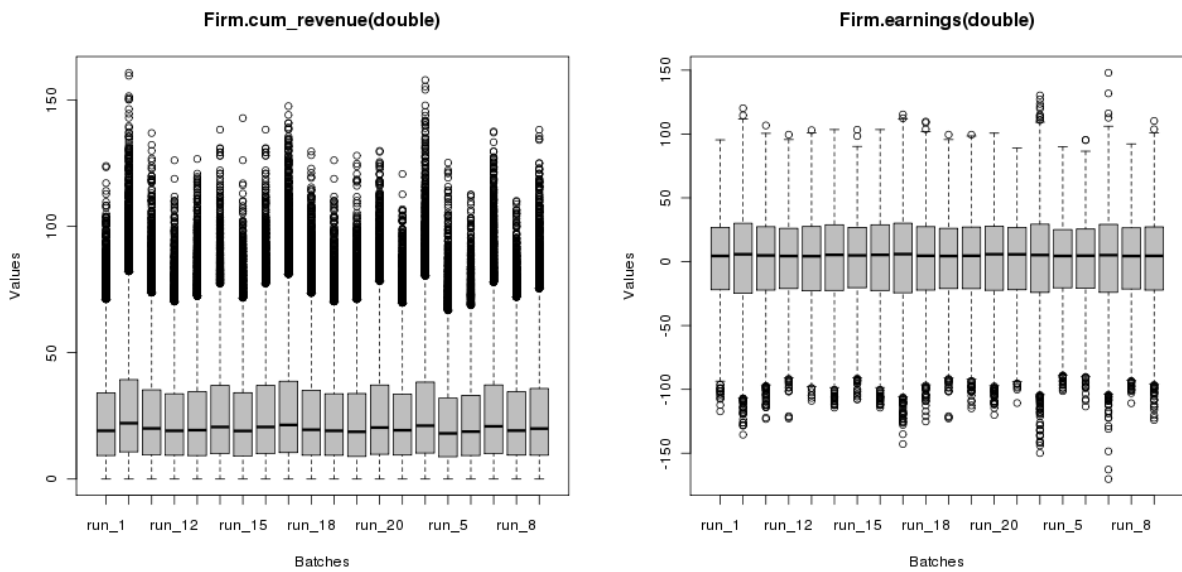 Firm.cum_revenue(double)
Values
0
50
100
150
run_1
run_12
run_15
run_18
run_20
run_5
run_8
Batches
Firm.earnings(double)
Values
-150
-100
-50
0
50
100
150
run_1
run_12
run_15
run_18
run_20
run_5
run_8
Batches